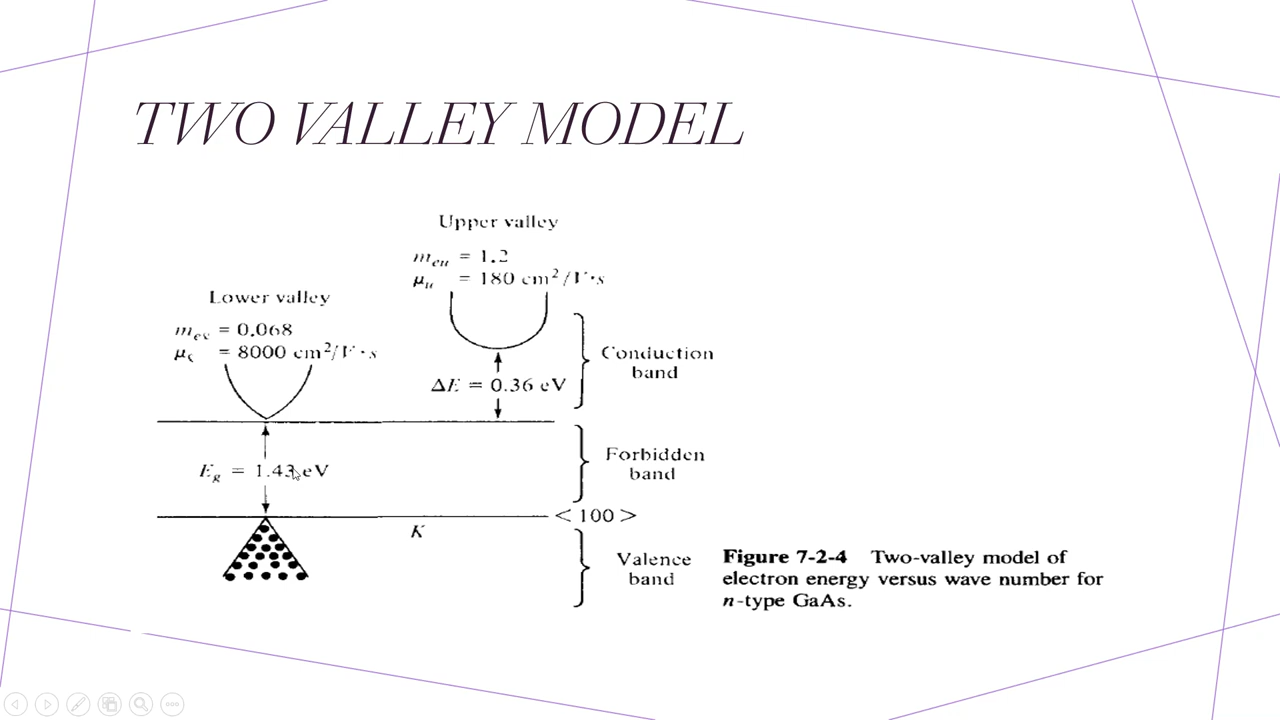 TWO VALLEY MODEL
Upper valley
m_eu = 1.2
μ_u = 180 cm²/V·s
Lower valley
m_eℓ = 0.068
μ_ℓ = 8000 cm²/V·s
Conduction
band
ΔE = 0.36 eV
Forbidden
band
E_g = 1.43 eV
<100>
K
Valence
band
Figure 7-2-4 Two-valley model of
electron energy versus wave number for
n-type GaAs.